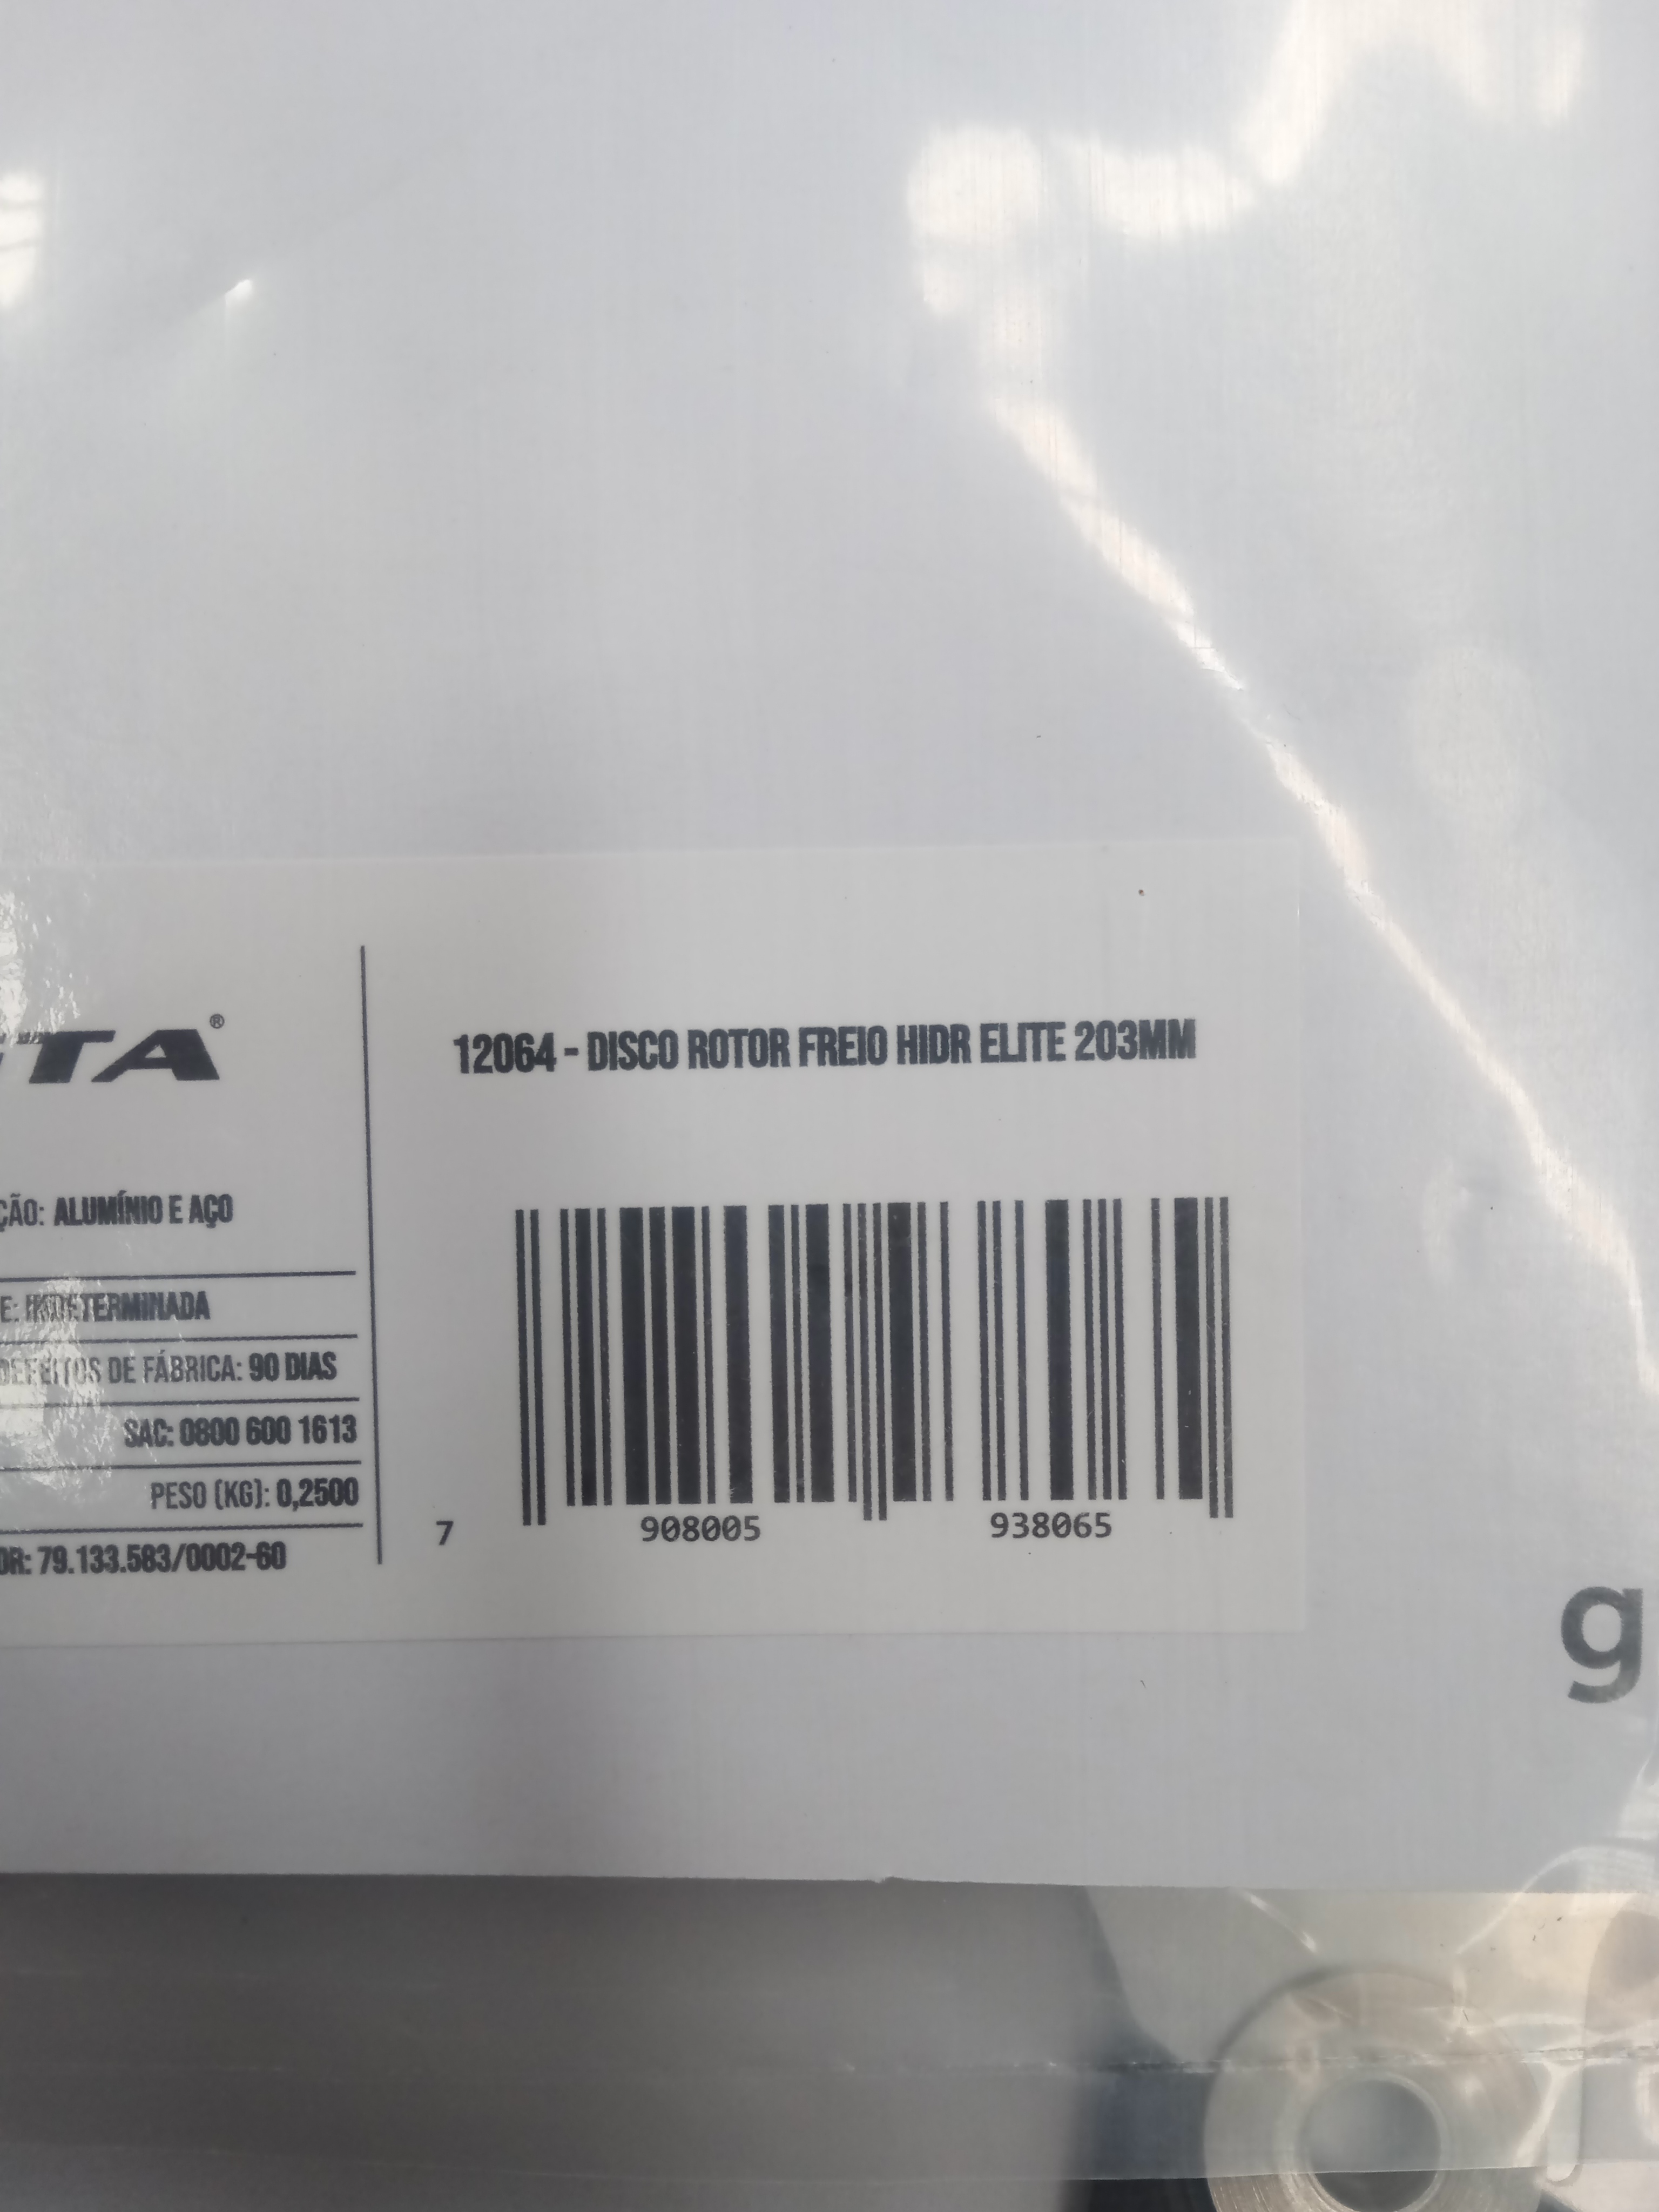 TA®
12064 - DISCO ROTOR FREIO HIDR ELITE 203MM
ÇÃO: ALUMÍNIO E AÇO
E: INDETERMINADA
DEFEITOS DE FÁBRICA: 90 DIAS
SAC: 0800 600 1613
PESO (KG): 0,2500
OR: 79.133.583/0002-60
7 908005 938065
g